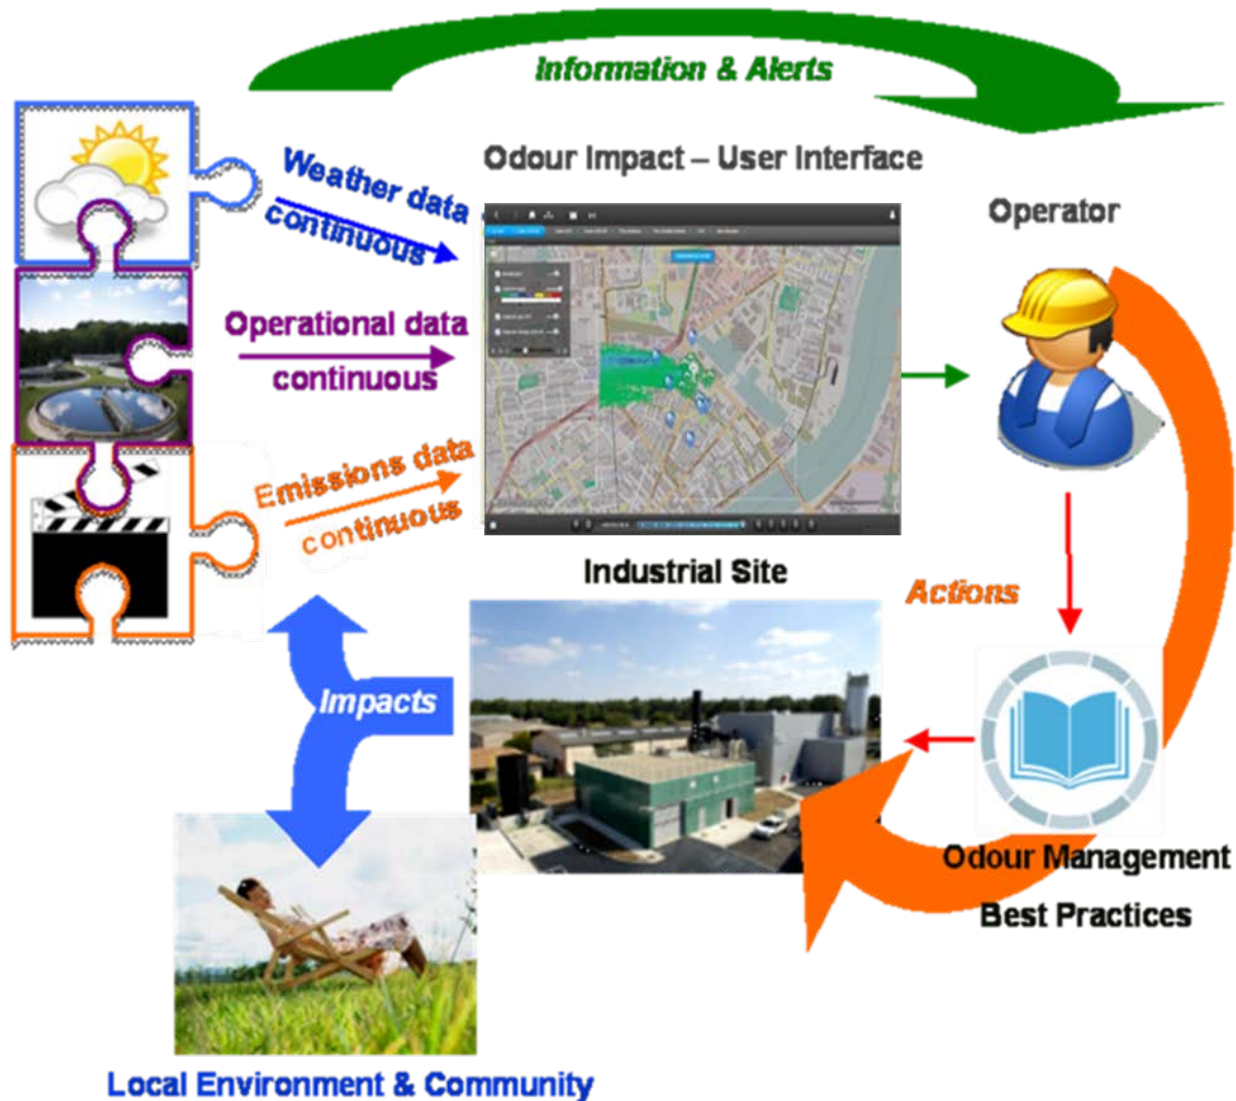 Information & Alerts
Odour Impact – User Interface
Weather data
continuous
Operator
Operational data
continuous
Emissions data
continuous
Industrial Site
Actions
Impacts
Odour Management
Best Practices
Local Environment & Community